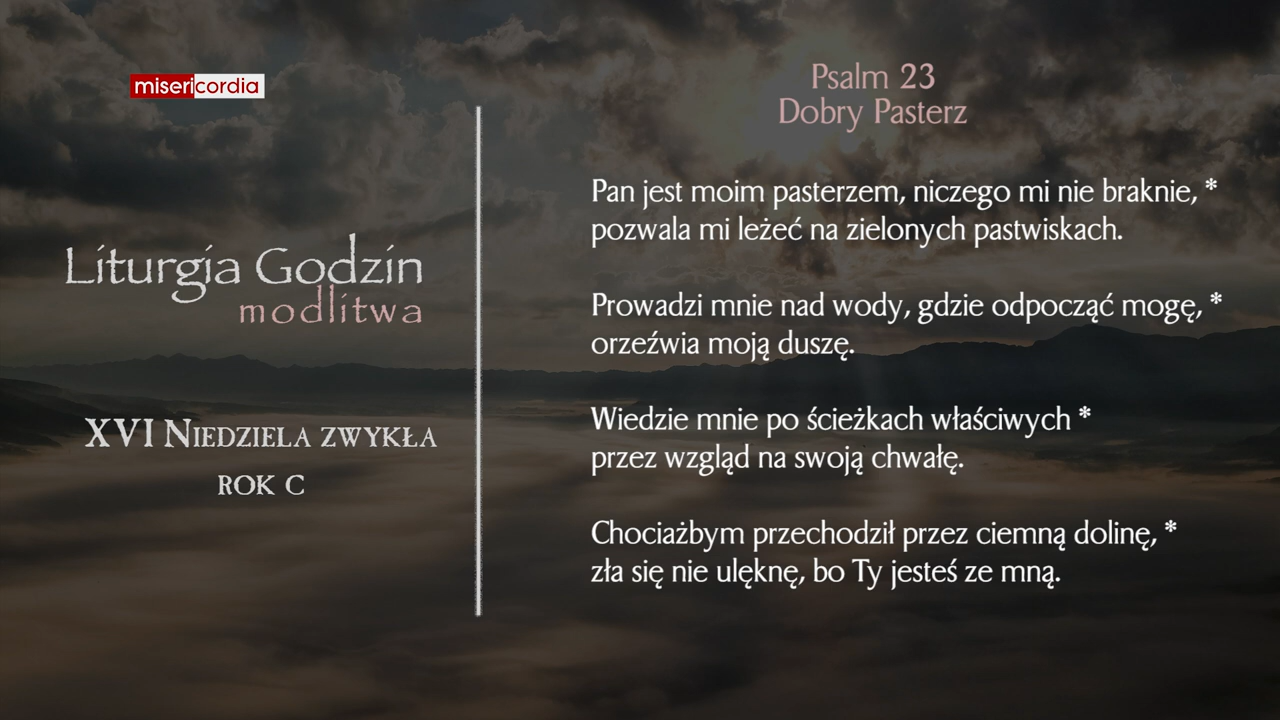 misericordia
Liturgia Godzin
modlitwa
XVI Niedziela zwykła
rok C
Psalm 23
Dobry Pasterz
Pan jest moim pasterzem, niczego mi nie braknie, *
pozwala mi leżeć na zielonych pastwiskach.
Prowadzi mnie nad wody, gdzie odpocząć mogę, *
orzeźwia moją duszę.
Wiedzie mnie po ścieżkach właściwych *
przez wzgląd na swoją chwałę.
Chociażbym przechodził przez ciemną dolinę, *
zła się nie ulęknę, bo Ty jesteś ze mną.